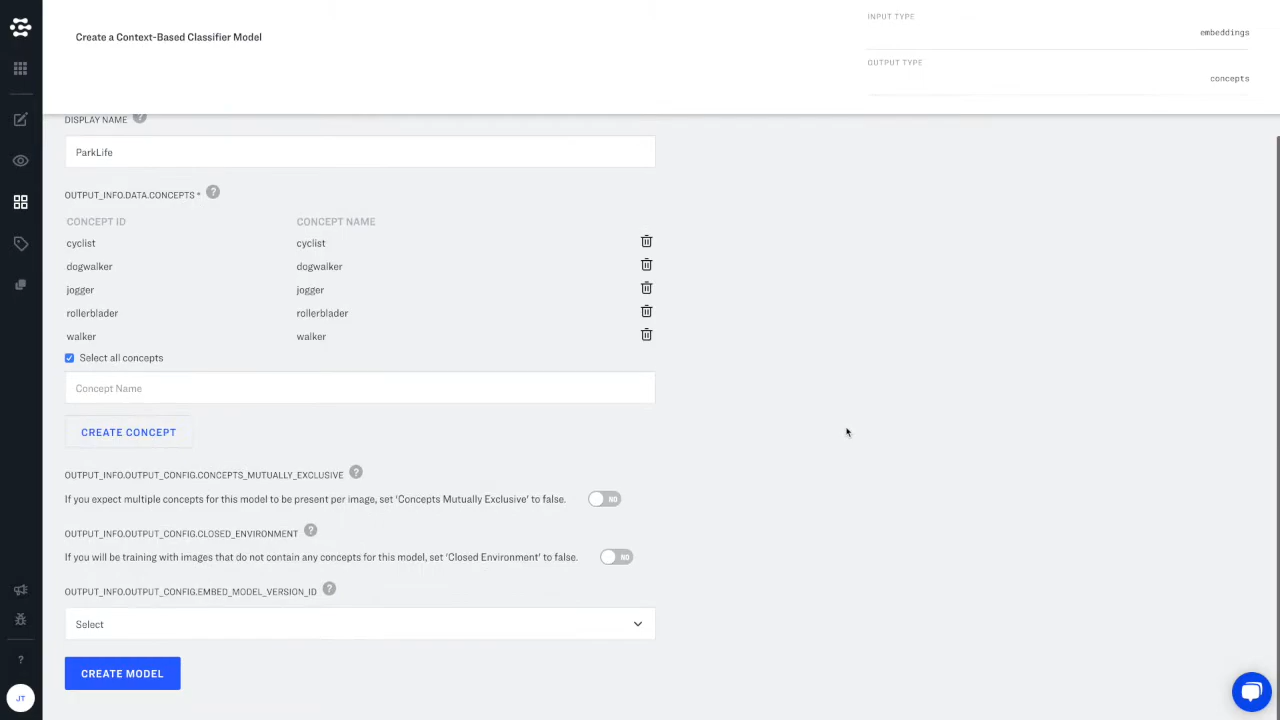 Create a Context-Based Classifier Model
INPUT TYPE
embeddings
OUTPUT TYPE
concepts
DISPLAY NAME ?
ParkLife
OUTPUT_INFO.DATA.CONCEPTS * ?
CONCEPT ID CONCEPT NAME
cyclist cyclist
dogwalker dogwalker
jogger jogger
rollerblader rollerblader
walker walker
Select all concepts
Concept Name
CREATE CONCEPT
OUTPUT_INFO.OUTPUT_CONFIG.CONCEPTS_MUTUALLY_EXCLUSIVE ?
If you expect multiple concepts for this model to be present per image, set 'Concepts Mutually Exclusive' to false. NO
OUTPUT_INFO.OUTPUT_CONFIG.CLOSED_ENVIRONMENT ?
If you will be training with images that do not contain any concepts for this model, set 'Closed Environment' to false. NO
OUTPUT_INFO.OUTPUT_CONFIG.EMBED_MODEL_VERSION_ID ?
Select
CREATE MODEL
?
JT